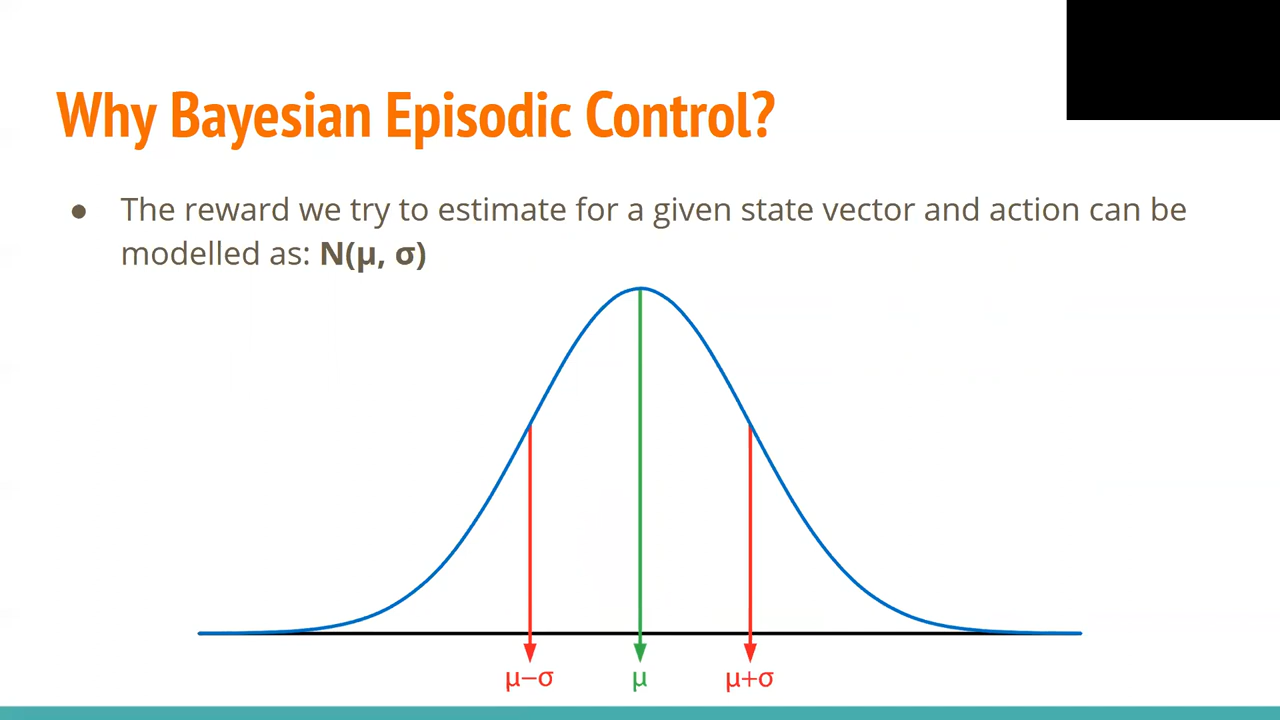 Why Bayesian Episodic Control?
● The reward we try to estimate for a given state vector and action can be
modelled as: N(μ, σ)
μ−σ μ μ+σ